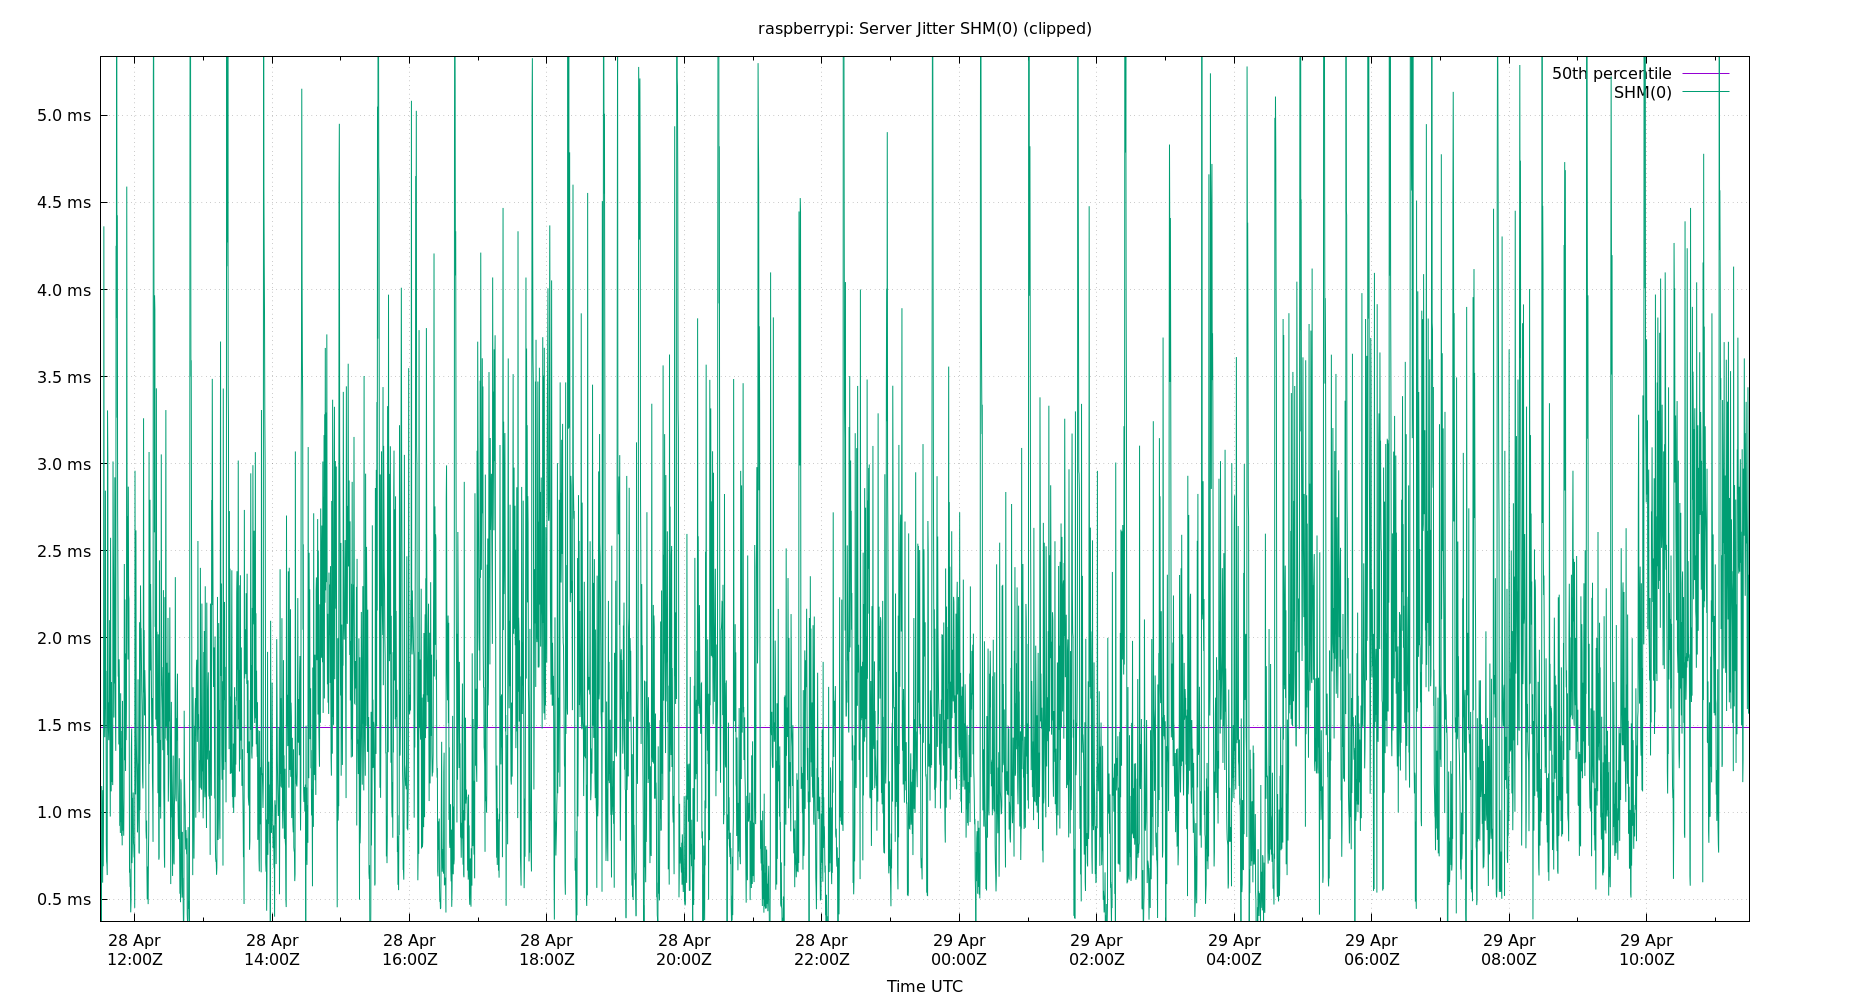 raspberrypi: Server Jitter SHM(0) (clipped)
50th percentile
SHM(0)
5.0 ms
4.5 ms
4.0 ms
3.5 ms
3.0 ms
2.5 ms
2.0 ms
1.5 ms
1.0 ms
0.5 ms
28 Apr 28 Apr 28 Apr 28 Apr 28 Apr 28 Apr 29 Apr 29 Apr 29 Apr 29 Apr 29 Apr 29 Apr
12:00Z 14:00Z 16:00Z 18:00Z 20:00Z 22:00Z 00:00Z 02:00Z 04:00Z 06:00Z 08:00Z 10:00Z
Time UTC